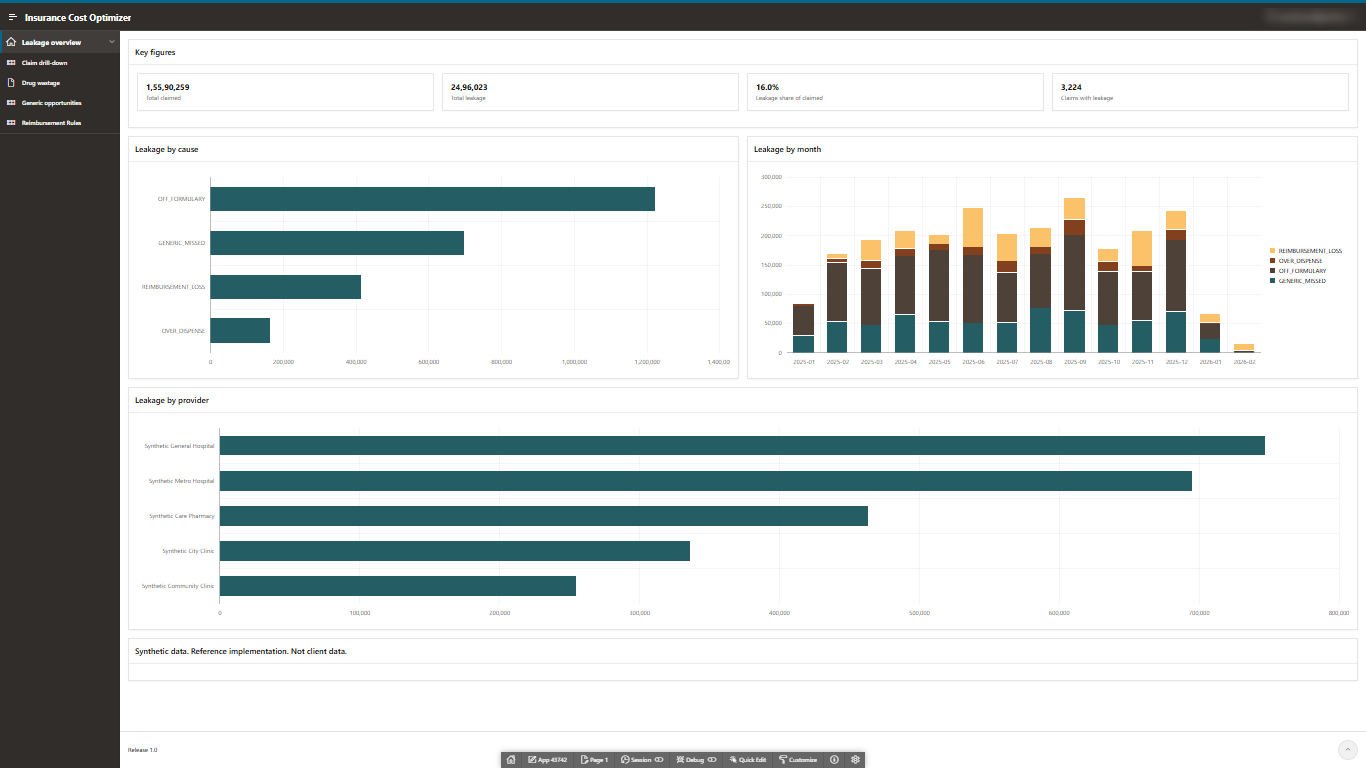 Insurance Cost Optimizer
Leakage overview
Claim drill-down
Drug wastage
Generic opportunities
Reimbursement Rules
Key figures
1,55,90,259
Total claimed
24,96,023
Total leakage
16.0%
Leakage share of claimed
3,224
Claims with leakage
Leakage by cause
OFF_FORMULARY
GENERIC_MISSED
REIMBURSEMENT_LOSS
OVER_DISPENSE
0 200,000 400,000 600,000 800,000 1,000,000 1,200,000 1,400,00
Leakage by month
300,000
250,000
200,000
150,000
100,000
50,000
0
2025-01 2025-02 2025-03 2025-04 2025-05 2025-06 2025-07 2025-08 2025-09 2025-10 2025-11 2025-12 2026-01 2026-02
REIMBURSEMENT_LOSS
OVER_DISPENSE
OFF_FORMULARY
GENERIC_MISSED
Leakage by provider
Synthetic General Hospital
Synthetic Metro Hospital
Synthetic Care Pharmacy
Synthetic City Clinic
Synthetic Community Clinic
0 100,000 200,000 300,000 400,000 500,000 600,000 700,000 800,000
Synthetic data. Reference implementation. Not client data.
Release 1.0
App 43742 Page 1 Session Debug Quick Edit Customize